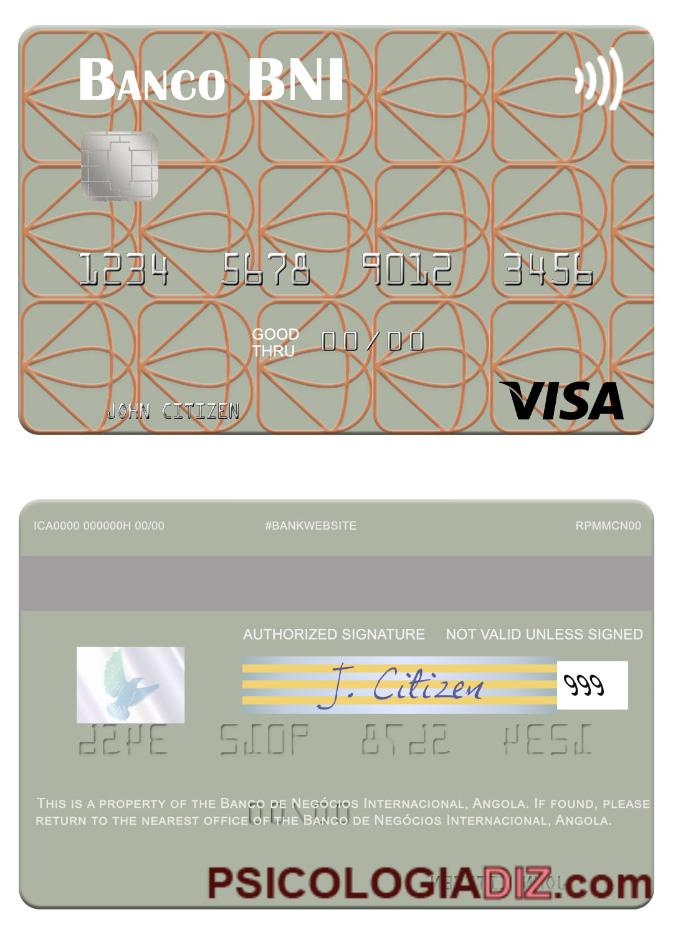 Banco BNI
1234 5678 9012 3456
GOOD THRU 00/00
JOHN CITIZEN
VISA
ICA0000 000000H 00/00 #BANKWEBSITE RPMMCN00
AUTHORIZED SIGNATURE NOT VALID UNLESS SIGNED
J. Citizen 999
This is a property of the Banco de Negócios Internacional, Angola. If found, please
return to the nearest office of the Banco de Negócios Internacional, Angola.
PSICOLOGIADIZ.com